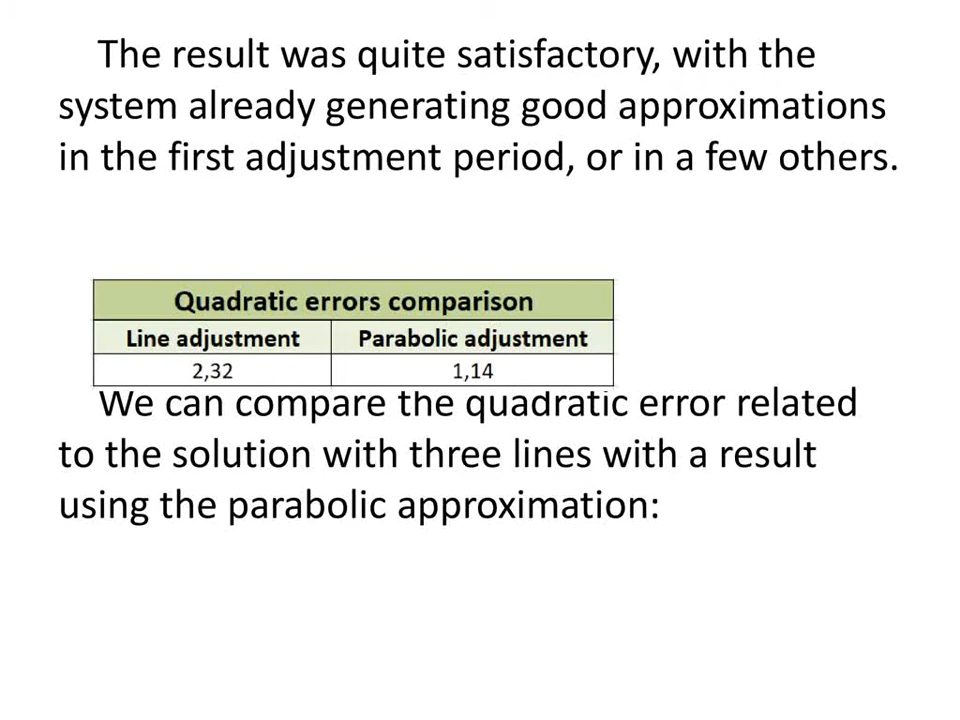 The result was quite satisfactory, with the
system already generating good approximations
in the first adjustment period, or in a few others.
Quadratic errors comparison
Line adjustment Parabolic adjustment
2,32 1,14
We can compare the quadratic error related
to the solution with three lines with a result
using the parabolic approximation: